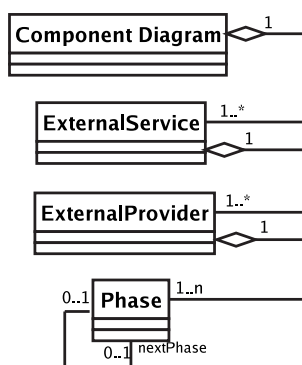 Component Diagram 1
ExternalService 1..*
1
ExternalProvider 1..*
1
0..1 Phase 1..n
0..1 nextPhase